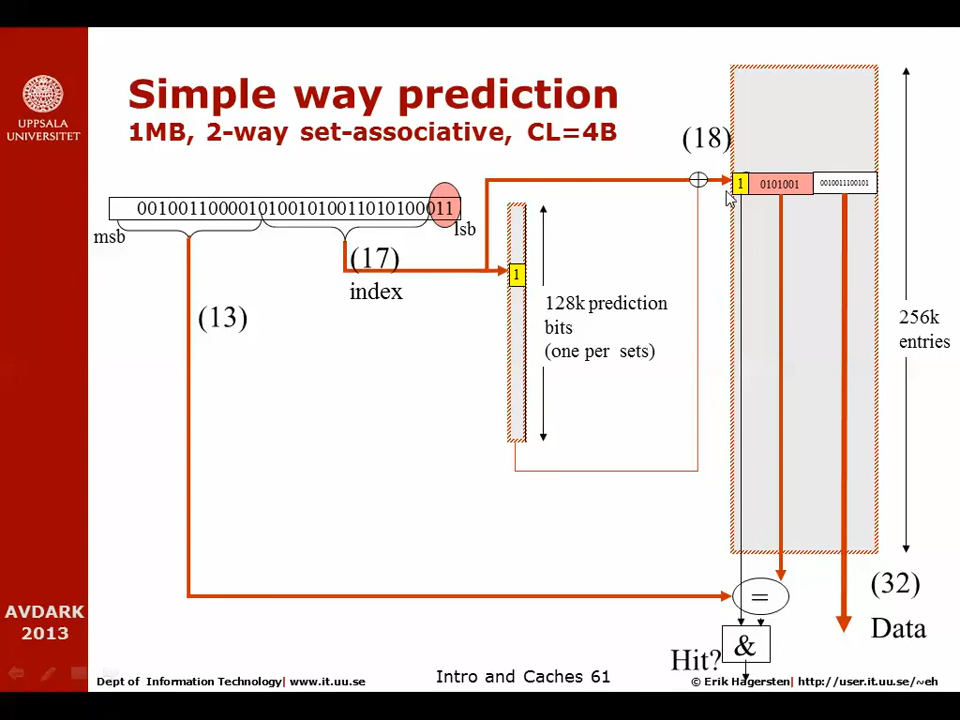 Simple way prediction
1MB, 2-way set-associative, CL=4B
UPPSALA
UNIVERSITET
(18)
1 0101001 0010011100101
00100110000101001010011010100011
msb
lsb
(17)
index
1
(13)
128k prediction
bits
(one per sets)
256k
entries
=
(32)
Data
&
Hit?
AVDARK
2013
Dept of Information Technology| www.it.uu.se
Intro and Caches 61
© Erik Hagersten| http://user.it.uu.se/~eh